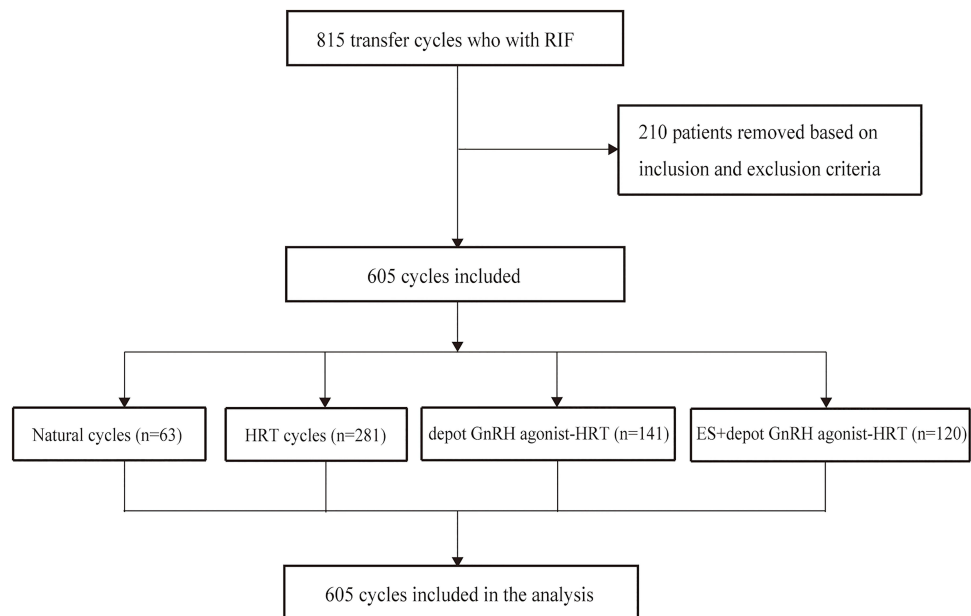 815 transfer cycles who with RIF
210 patients removed based on
inclusion and exclusion criteria
605 cycles included
Natural cycles (n=63)
HRT cycles (n=281)
depot GnRH agonist-HRT (n=141)
ES+depot GnRH agonist-HRT (n=120)
605 cycles included in the analysis